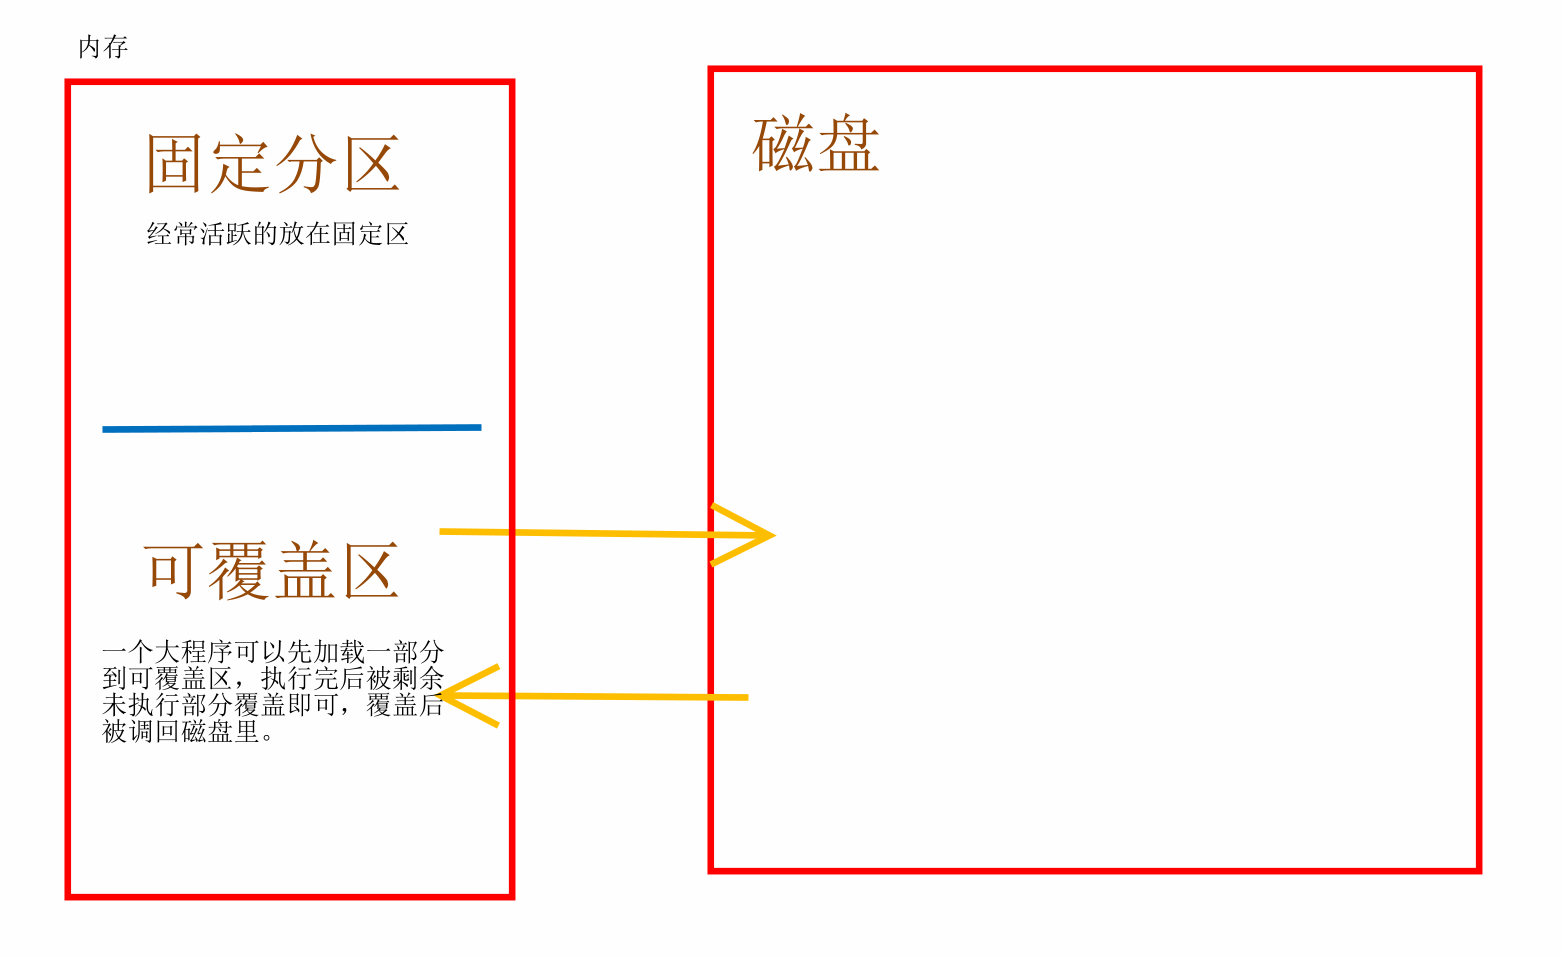 内存
固定分区
经常活跃的放在固定区
可覆盖区
一个大程序可以先加载一部分
到可覆盖区，执行完后被剩余
未执行部分覆盖即可，覆盖后
被调回磁盘里。
磁盘